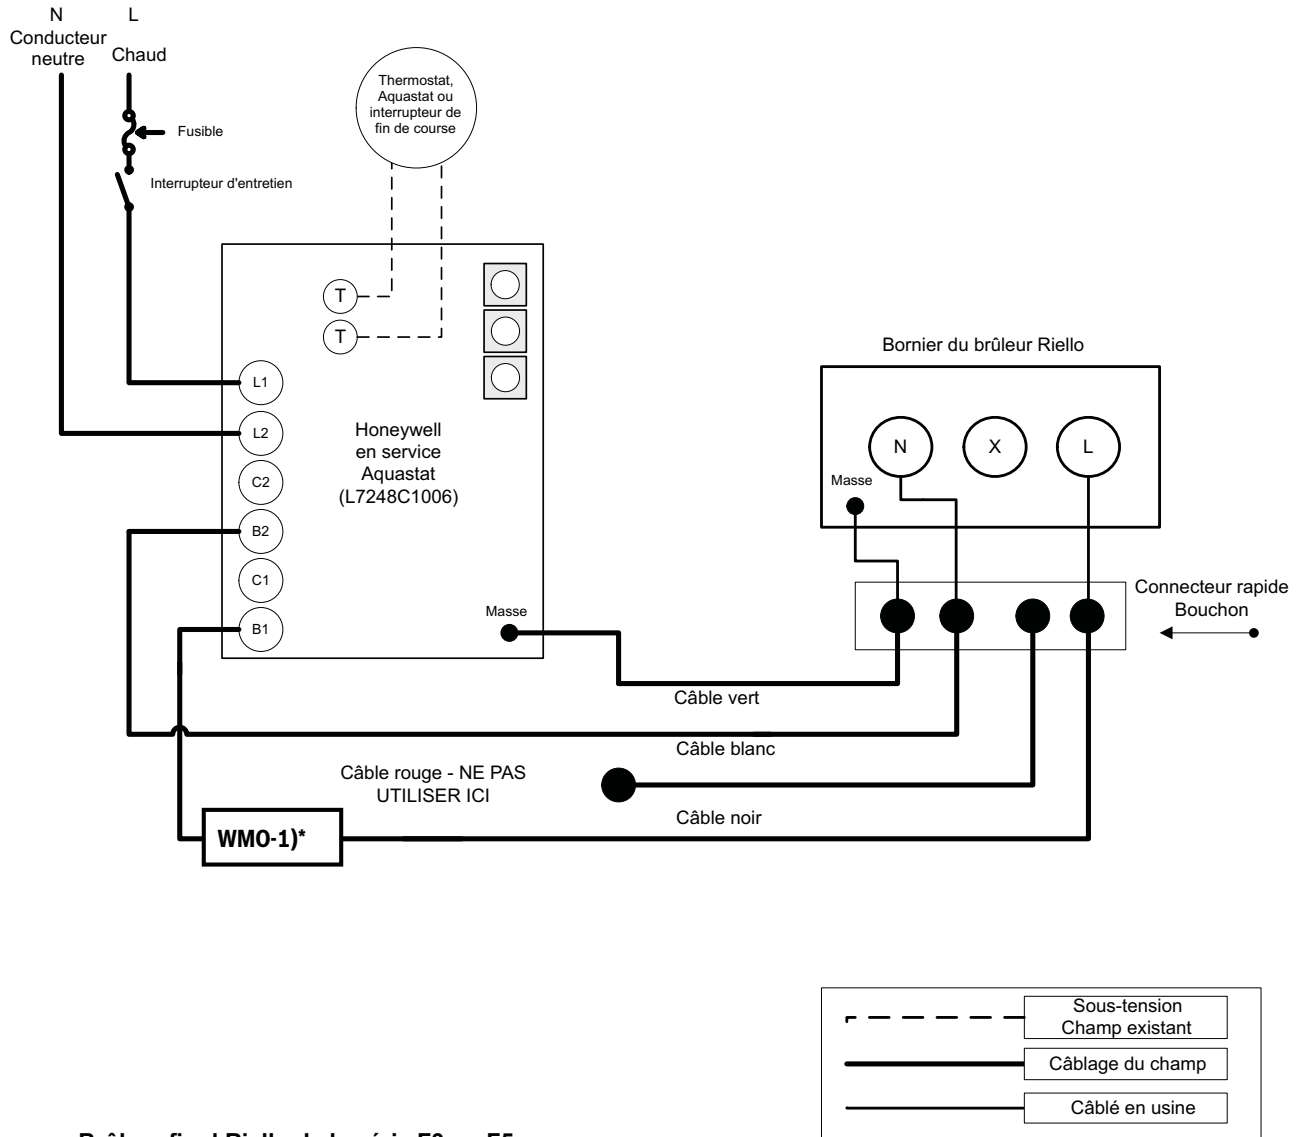 N
L
Conducteur
neutre
Chaud
Fusible
Interrupteur d'entretien
Thermostat,
Aquastat ou
interrupteur de
fin de course
T
T
L1
L2
C2
B2
C1
B1
Honeywell
en service
Aquastat
(L7248C1006)
Masse
Bornier du brûleur Riello
N
X
L
Masse
Connecteur rapide
Bouchon
Câble vert
Câble blanc
Câble rouge - NE PAS
UTILISER ICI
Câble noir
WMO-1)*
Sous-tension
Champ existant
Câblage du champ
Câblé en usine